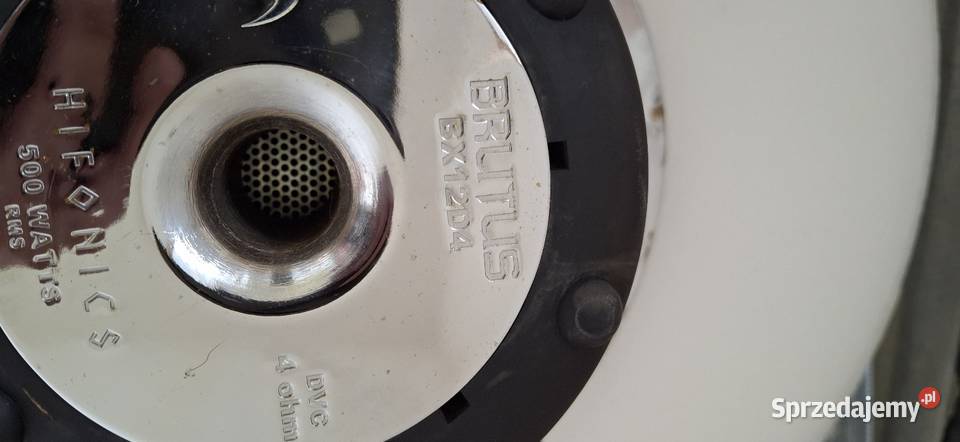 HIFONICS
500 WATTS
RMS
BRUTUS
BX12D4
DVC
4 ohm
Sprzedajemy.pl